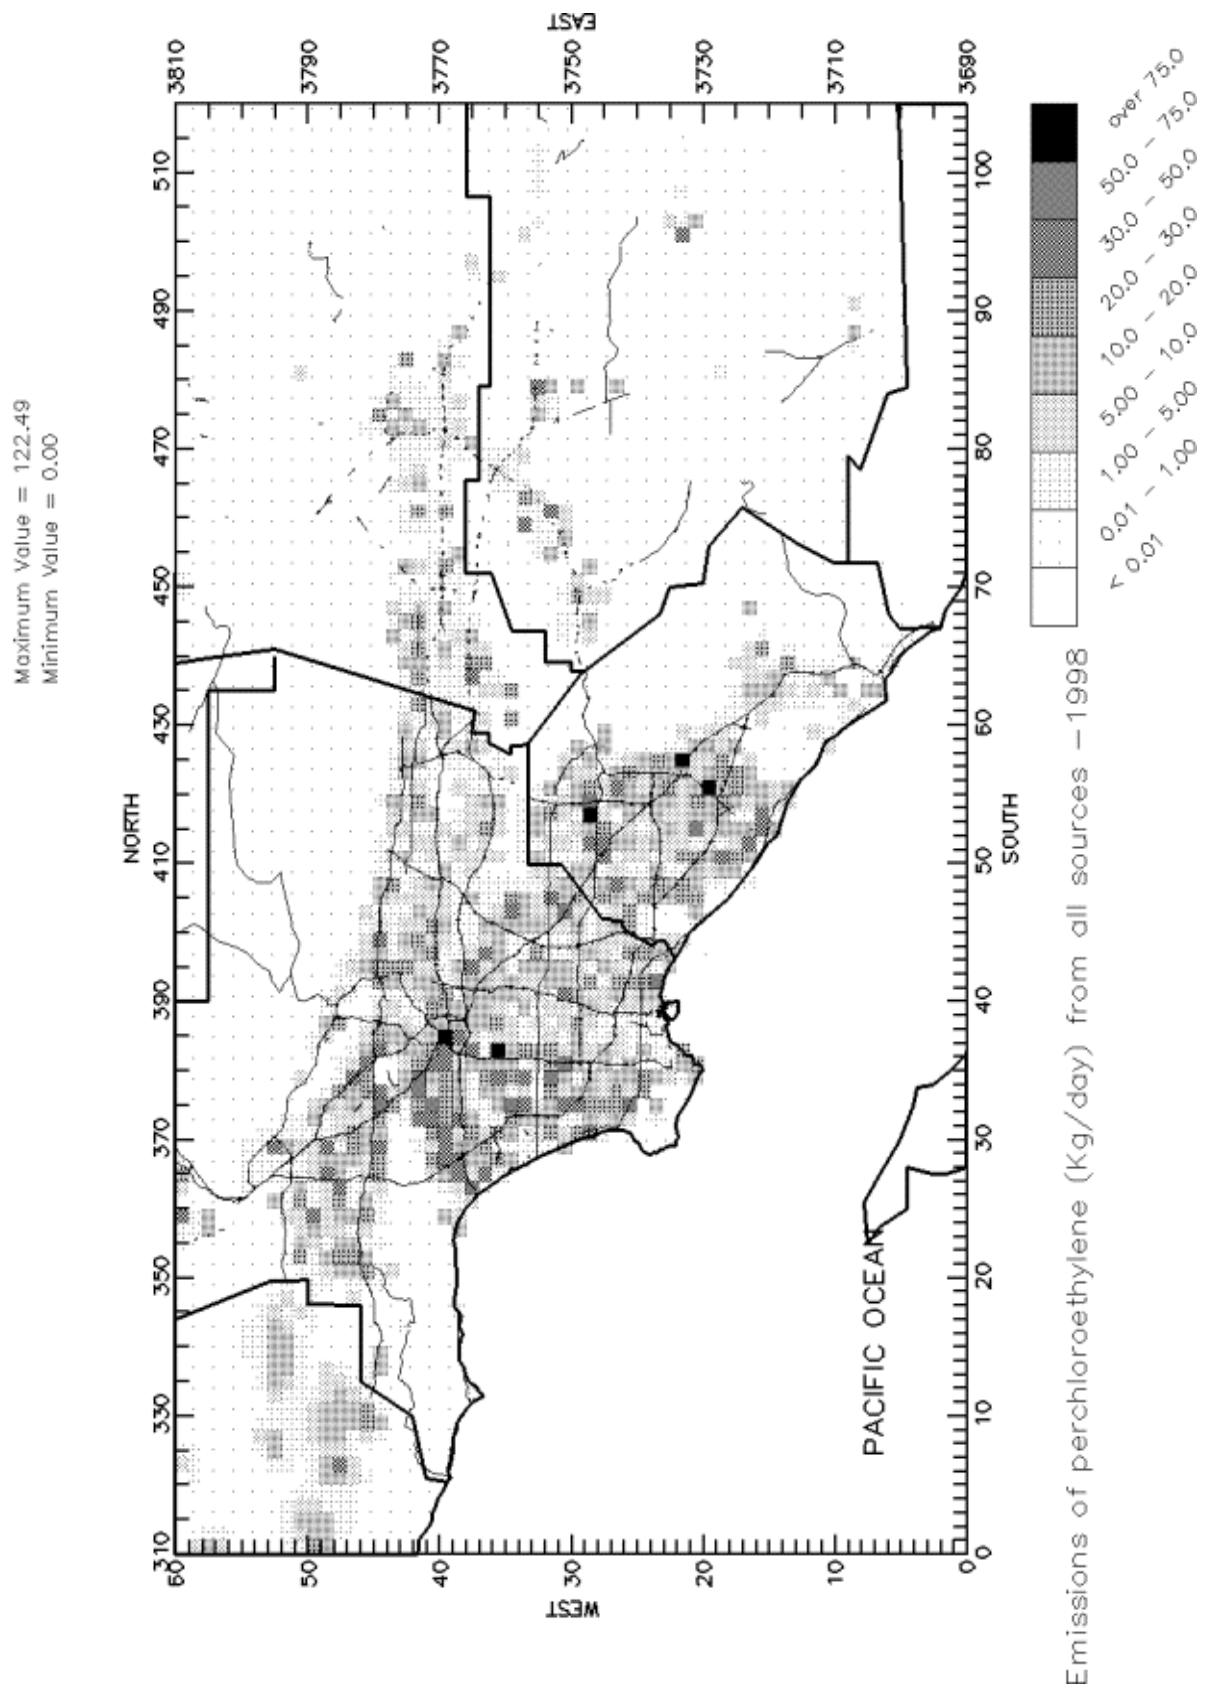 Maximum Value = 122.49
Minimum Value = 0.00
NORTH
310 330 350 370 390 410 430 450 470 490 510
WEST
60
50
40
30
20
10
0
EAST
3810
3790
3770
3750
3730
3710
3690
PACIFIC OCEAN
0 10 20 30 40 50 60 70 80 90 100
SOUTH
< 0.01
0.01 – 1.00
1.00 – 5.00
5.00 – 10.0
10.0 – 20.0
20.0 – 30.0
30.0 – 50.0
50.0 – 75.0
over 75.0
Emissions of perchloroethylene (Kg/day) from all sources –1998